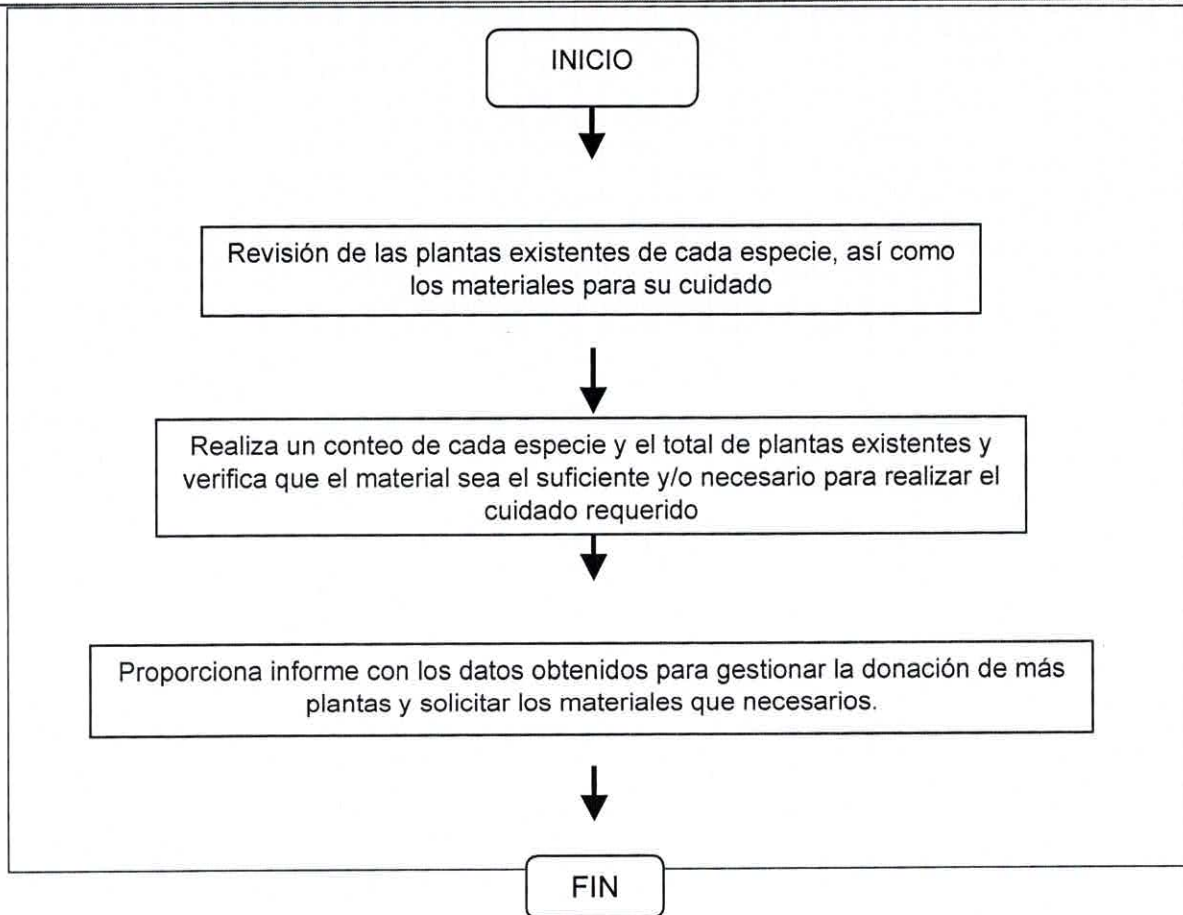 INICIO
Revisión de las plantas existentes de cada especie, así como
los materiales para su cuidado
Realiza un conteo de cada especie y el total de plantas existentes y
verifica que el material sea el suficiente y/o necesario para realizar el
cuidado requerido
Proporciona informe con los datos obtenidos para gestionar la donación de más
plantas y solicitar los materiales que necesarios.
FIN